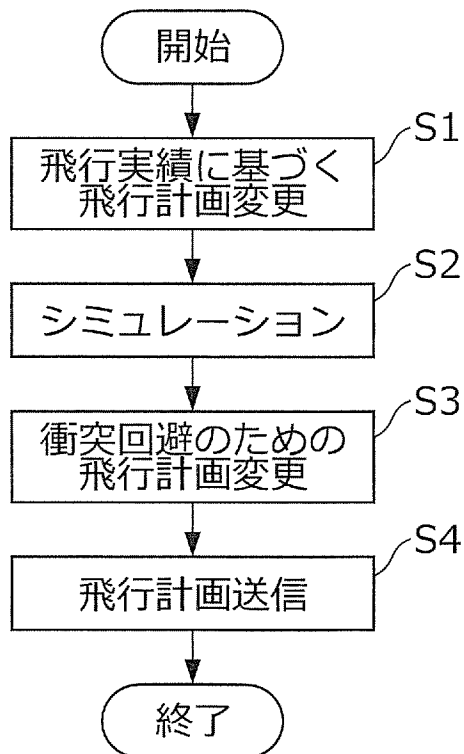 開始
S1
飛行実績に基づく
飛行計画変更
S2
シミュレーション
S3
衝突回避のための
飛行計画変更
S4
飛行計画送信
終了